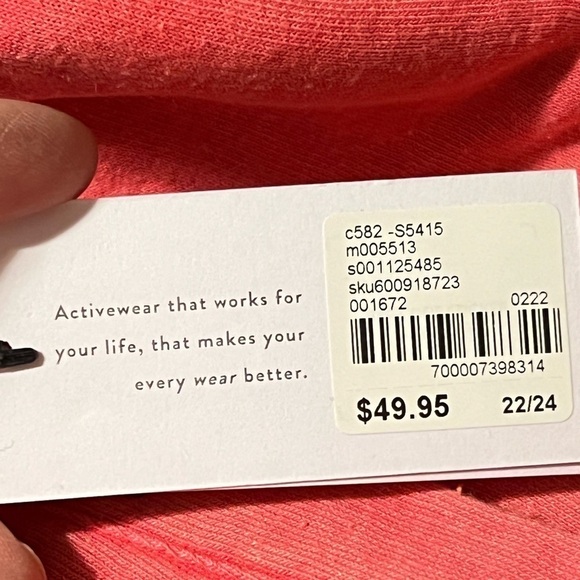 Activewear that works for
your life, that makes your
every wear better.
c582 -S5415
m005513
s001125485
sku600918723
001672 0222
700007398314
$49.95 22/24